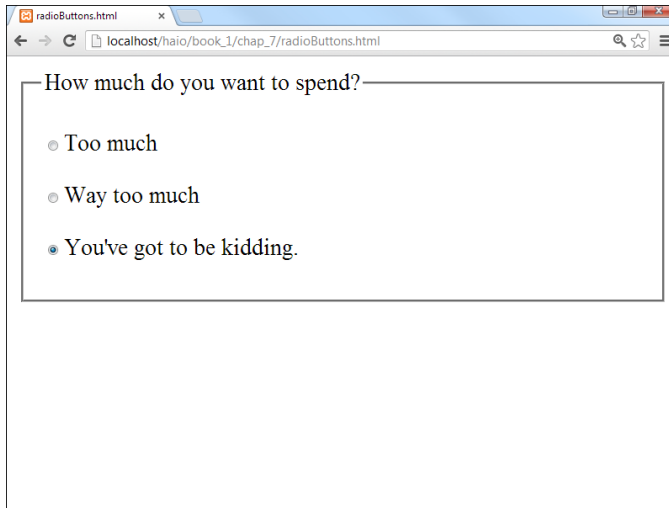 radioButtons.html
localhost/haio/book_1/chap_7/radioButtons.html
How much do you want to spend?
Too much
Way too much
You've got to be kidding.